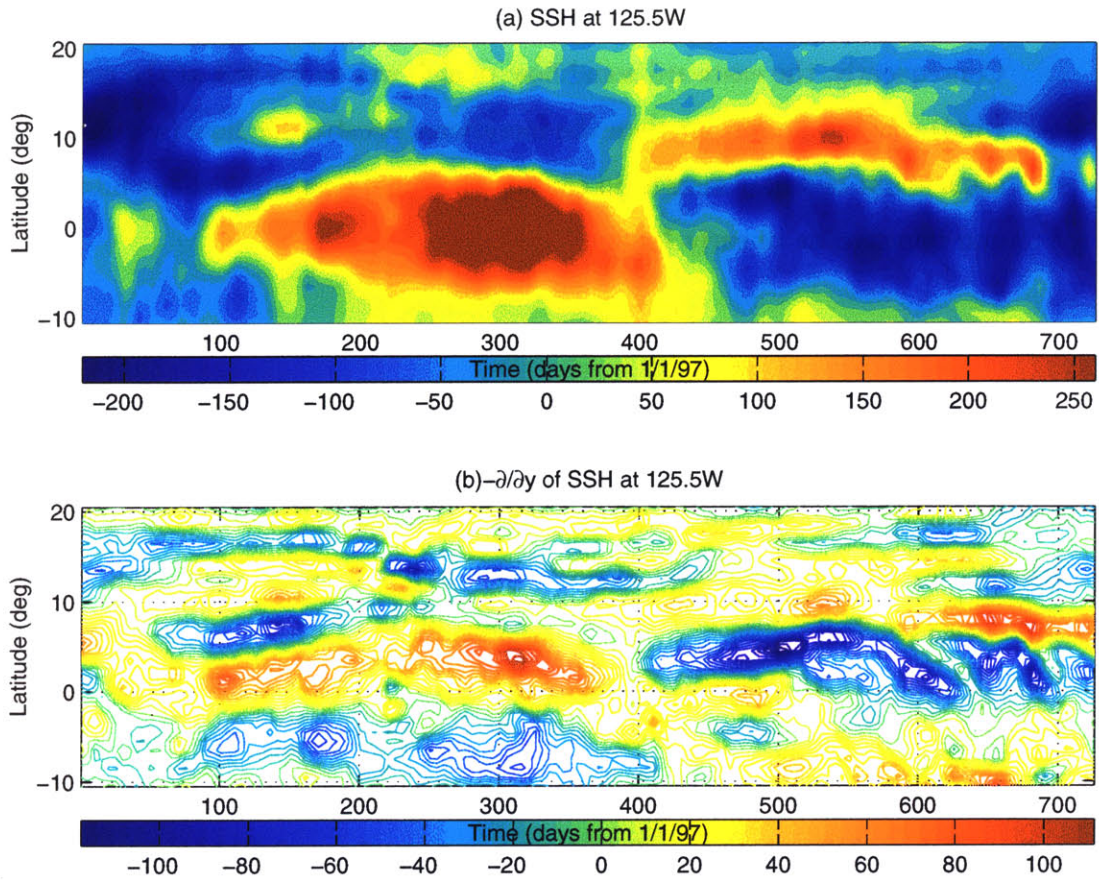 (a) SSH at 125.5W
20
10
0
−10
Latitude (deg)
100 200 300 400 500 600 700
Time (days from 1/1/97)
−200 −150 −100 −50 0 50 100 150 200 250
(b)−∂/∂y of SSH at 125.5W
20
10
0
−10
Latitude (deg)
100 200 300 400 500 600 700
Time (days from 1/1/97)
−100 −80 −60 −40 −20 0 20 40 60 80 100